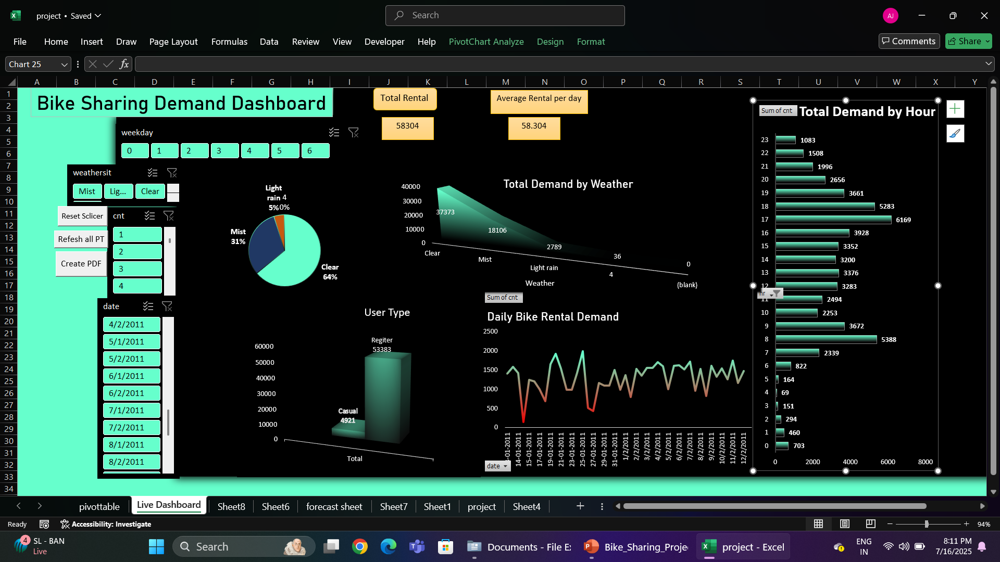 project • Saved
Search
AJ
File Home Insert Draw Page Layout Formulas Data Review View Developer Help PivotChart Analyze Design Format
Comments Share
Chart 25
fx
A B C D E F G H I J K L M N O P Q R S T U V W X Y
1
2
3
4
5
6
7
8
9
10
11
12
13
14
15
16
17
18
19
20
21
22
23
24
25
26
27
28
29
30
31
32
33
34
Bike Sharing Demand Dashboard
Total Rental
58304
Average Rental per day
58.304
weekday
0 1 2 3 4 5 6
weathersit
Mist Lig... Clear
Reset Sclicer
Refesh all PT
Create PDF
cnt
1
2
3
4
date
4/2/2011
5/1/2011
5/2/2011
6/1/2011
6/2/2011
7/1/2011
7/2/2011
8/1/2011
8/2/2011
Light
rain 4
5% 0%
Mist
31%
Clear
64%
Total Demand by Weather
40000
30000
20000
10000
0
37373
18106
2789
36
0
Clear
Mist
Light rain
4
(blank)
Weather
User Type
60000
50000
40000
30000
20000
10000
0
Regiter
53383
Casual
4921
Total
Sum of cnt
Daily Bike Rental Demand
2500
2000
1500
1000
500
0
14-01-2011
15-01-2011
17-01-2011
19-01-2011
21-01-2011
23-01-2011
25-01-2011
27-01-2011
29-01-2011
31-01-2011
1/2/2011
2/2/2011
3/2/2011
4/2/2011
5/2/2011
6/2/2011
7/2/2011
8/2/2011
9/2/2011
10/2/2011
11/2/2011
12/2/2011
date
Sum of cnt
Total Demand by Hour
23 1083
22 1508
21 1996
20 2656
19 3661
18 5283
17 6169
16 3928
15 3352
14 3200
13 3376
12 3283
hr
11 2494
10 2253
9 3672
8 5388
7 2339
6 822
5 164
4 69
3 151
2 294
1 460
0 703
0 2000 4000 6000 8000
pivottable Live Dashboard Sheet8 Sheet6 forecast sheet Sheet7 Sheet1 project Sheet4
Ready
Accessibility: Investigate
94%
4
SL - BAN
Live
Search
Documents - File E
Bike_Sharing_Proje
project - Excel
ENG
IN
8:11 PM
7/16/2025